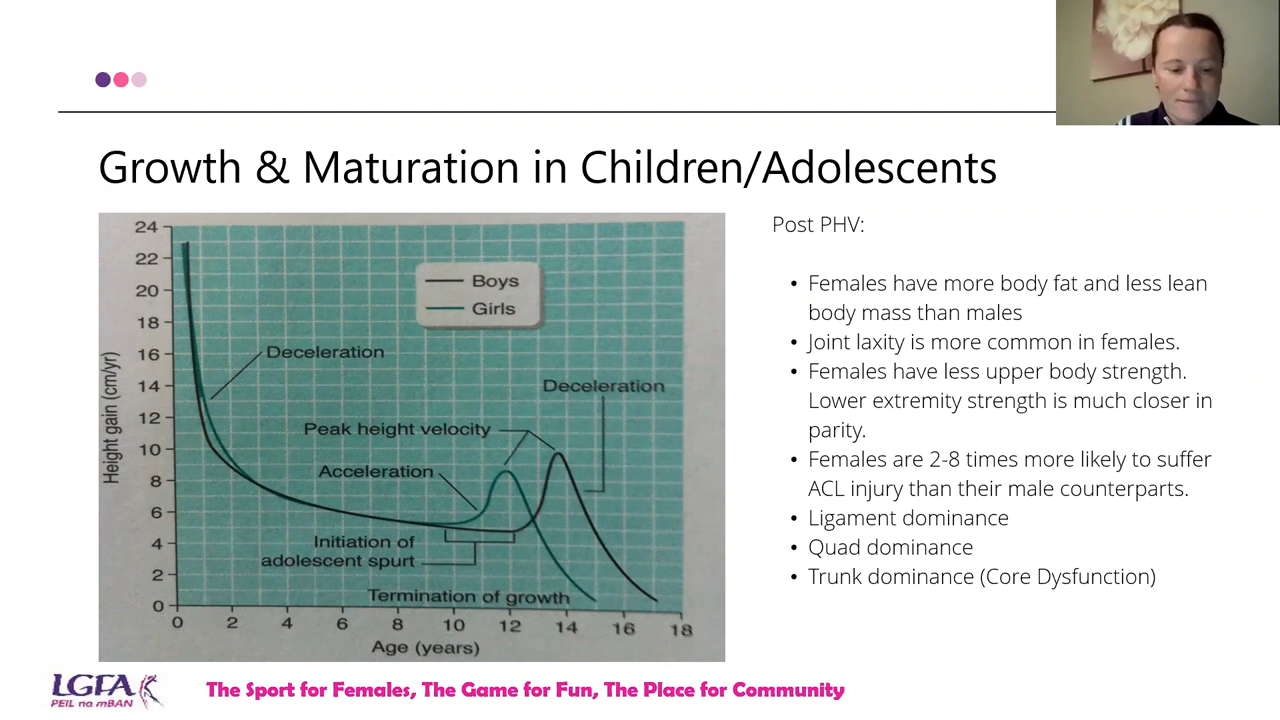 Growth & Maturation in Children/Adolescents
24
22
20
18
16
14
12
10
8
6
4
2
0
Height gain (cm/yr)
Boys
Girls
Deceleration
Deceleration
Peak height velocity
Acceleration
Initiation of
adolescent spurt
Termination of growth
0 2 4 6 8 10 12 14 16 18
Age (years)
Post PHV:
• Females have more body fat and less lean
body mass than males
• Joint laxity is more common in females.
• Females have less upper body strength.
Lower extremity strength is much closer in
parity.
• Females are 2-8 times more likely to suffer
ACL injury than their male counterparts.
• Ligament dominance
• Quad dominance
• Trunk dominance (Core Dysfunction)
LGFA
PEIL na mBAN
The Sport for Females, The Game for Fun, The Place for Community